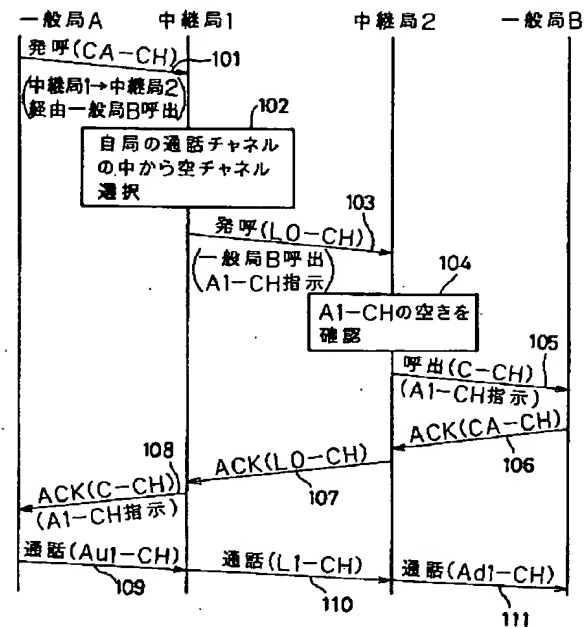 一般局A 中継局1 中継局2 一般局B
発呼(CA-CH)
101
(中継局1→中継局2
経由一般局B呼出)
102
自局の通話チャネル
の中から空チャネル
選択
103
発呼(LO-CH)
(一般局B呼出
A1-CH指示)
104
A1-CHの空きを
確認
呼出(C-CH)
105
(A1-CH指示)
ACK(CA-CH)
106
ACK(LO-CH)
107
108
ACK(C-CH)
(A1-CH指示)
通話(Au1-CH)
109
通話(L1-CH)
110
通話(Ad1-CH)
111